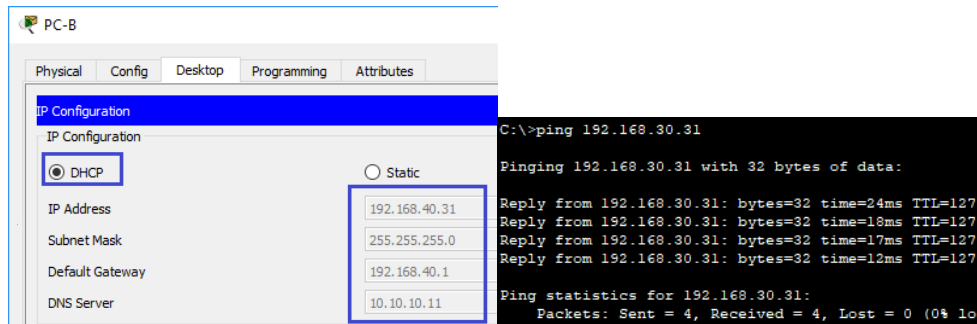 PC-B
Physical Config Desktop Programming Attributes
IP Configuration
IP Configuration
DHCP Static
IP Address 192.168.40.31
Subnet Mask 255.255.255.0
Default Gateway 192.168.40.1
DNS Server 10.10.10.11
C:\>ping 192.168.30.31
Pinging 192.168.30.31 with 32 bytes of data:
Reply from 192.168.30.31: bytes=32 time=24ms TTL=127
Reply from 192.168.30.31: bytes=32 time=18ms TTL=127
Reply from 192.168.30.31: bytes=32 time=17ms TTL=127
Reply from 192.168.30.31: bytes=32 time=12ms TTL=127
Ping statistics for 192.168.30.31:
Packets: Sent = 4, Received = 4, Lost = 0 (0% lo